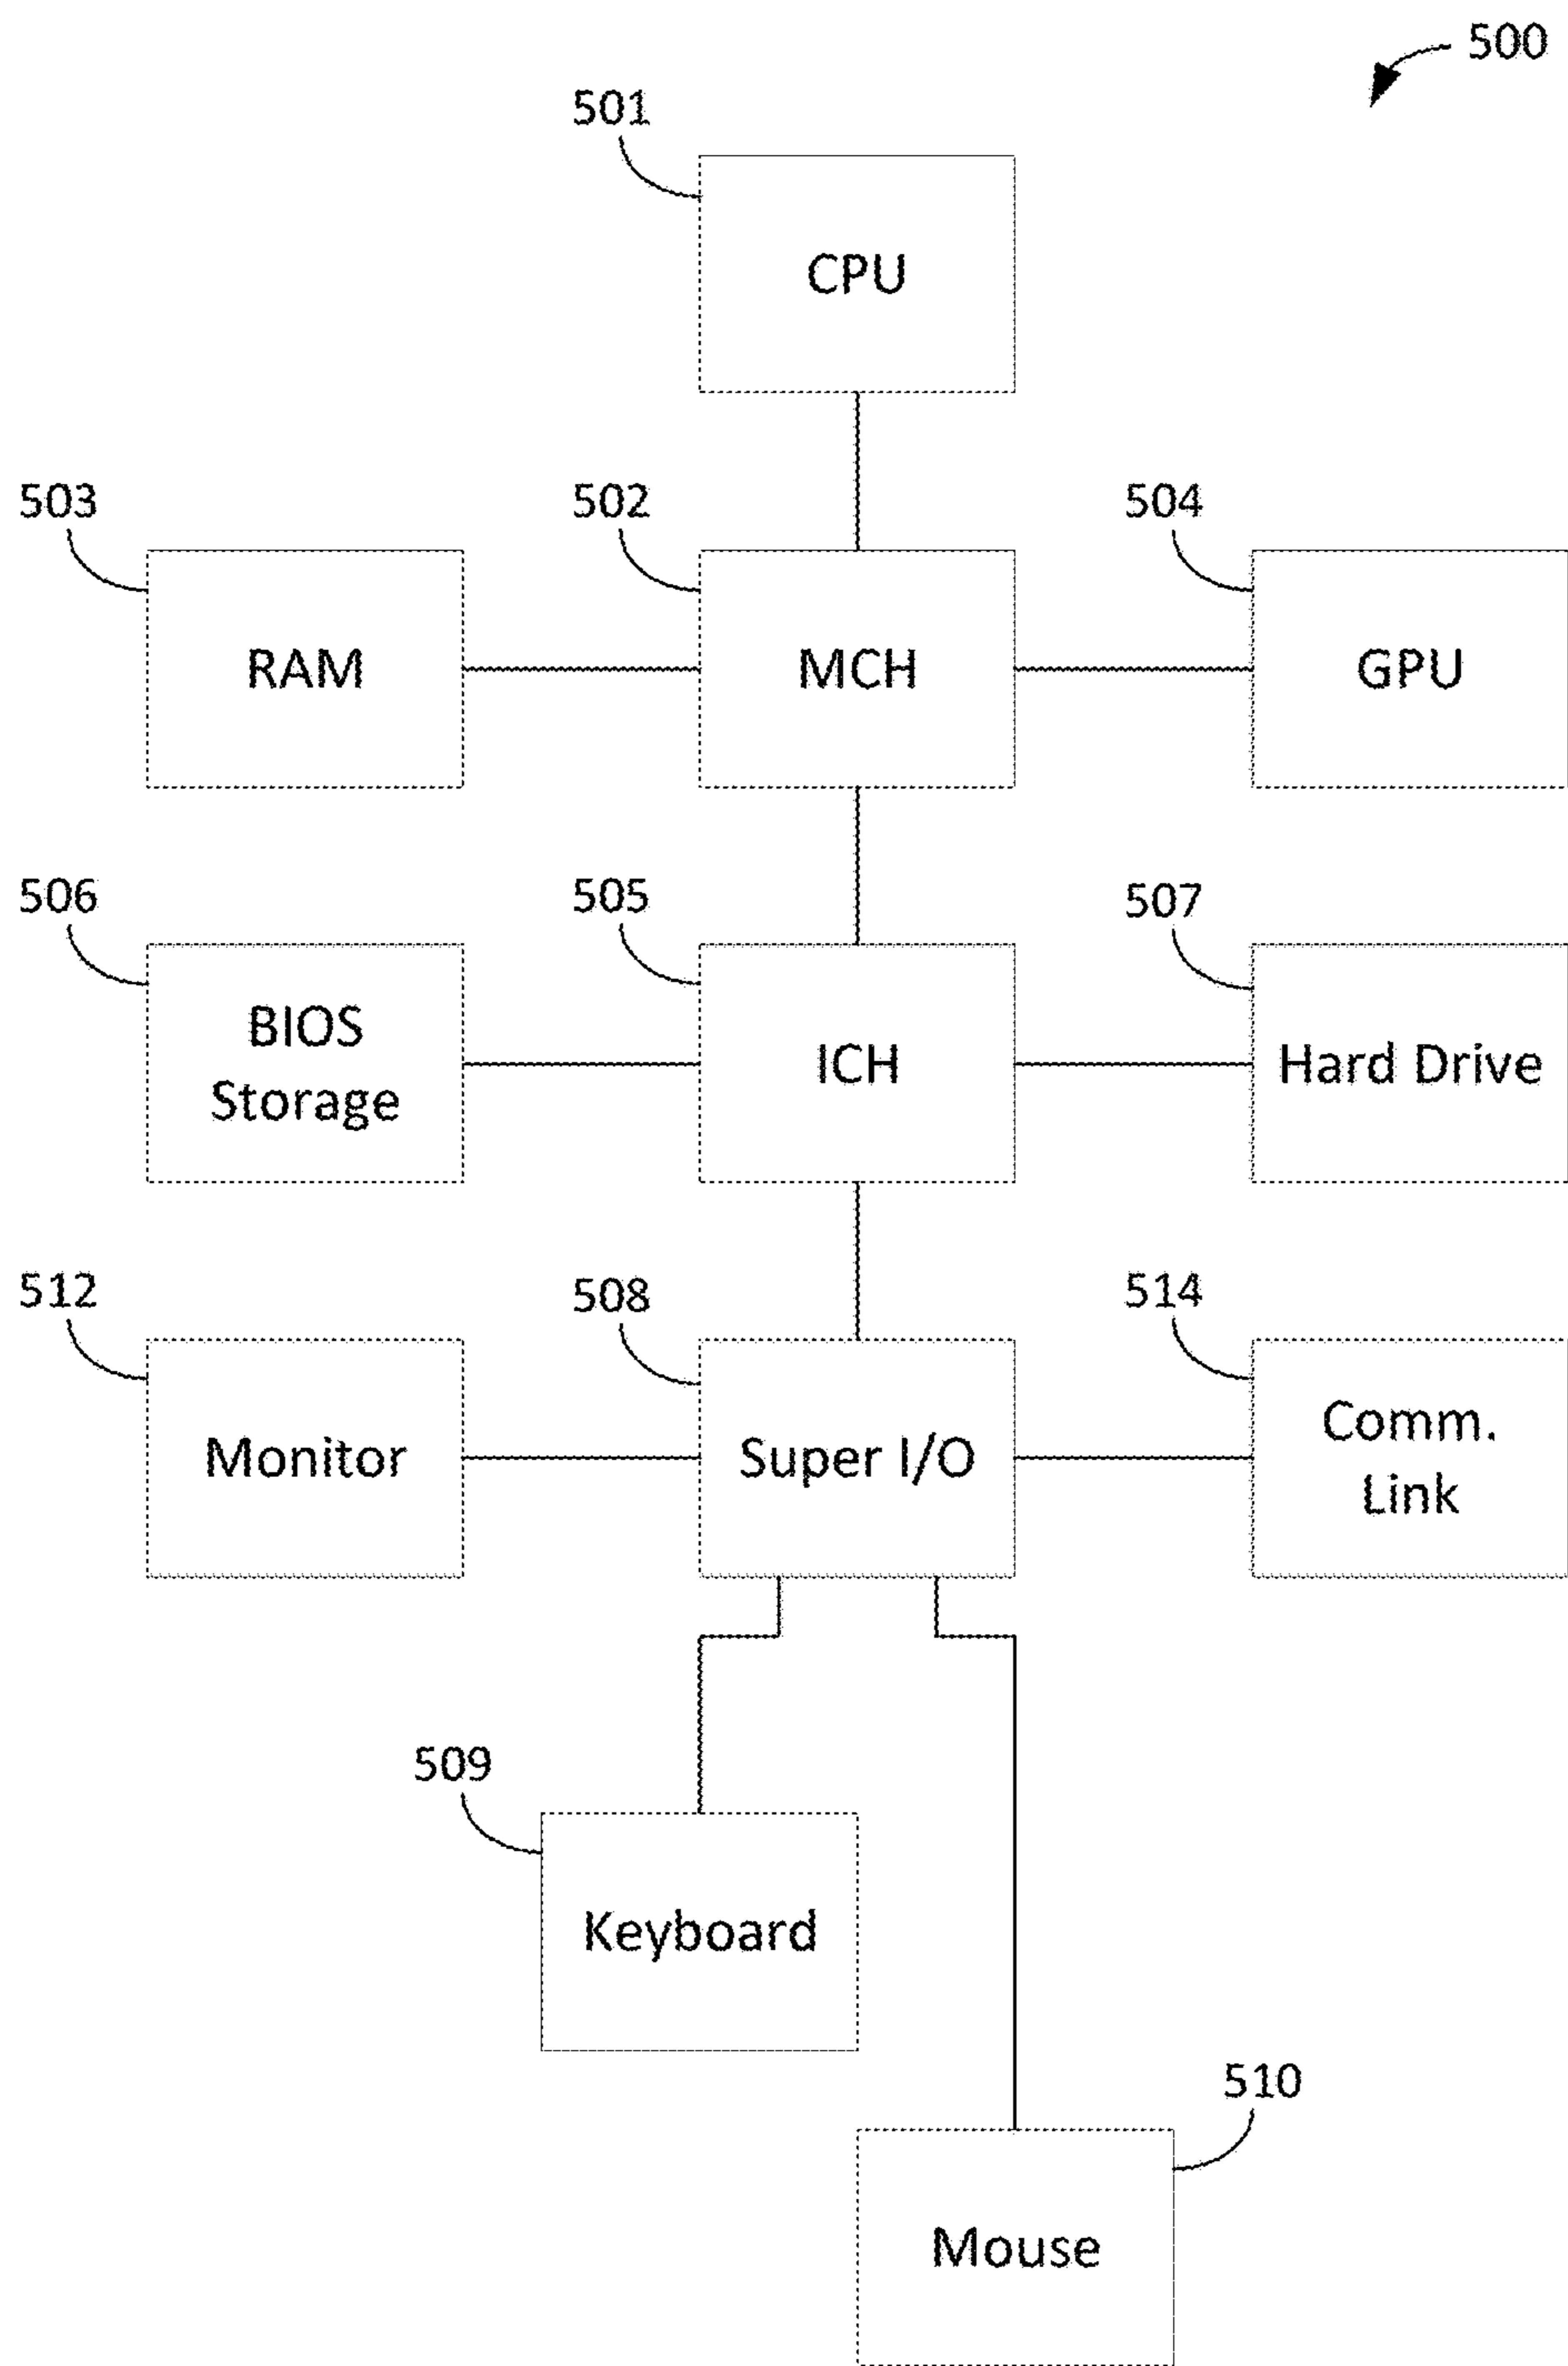 500
501
CPU
503
502
504
RAM
MCH
GPU
506
505
507
BIOS
Storage
ICH
Hard Drive
512
508
514
Monitor
Super I/O
Comm.
Link
509
Keyboard
510
Mouse